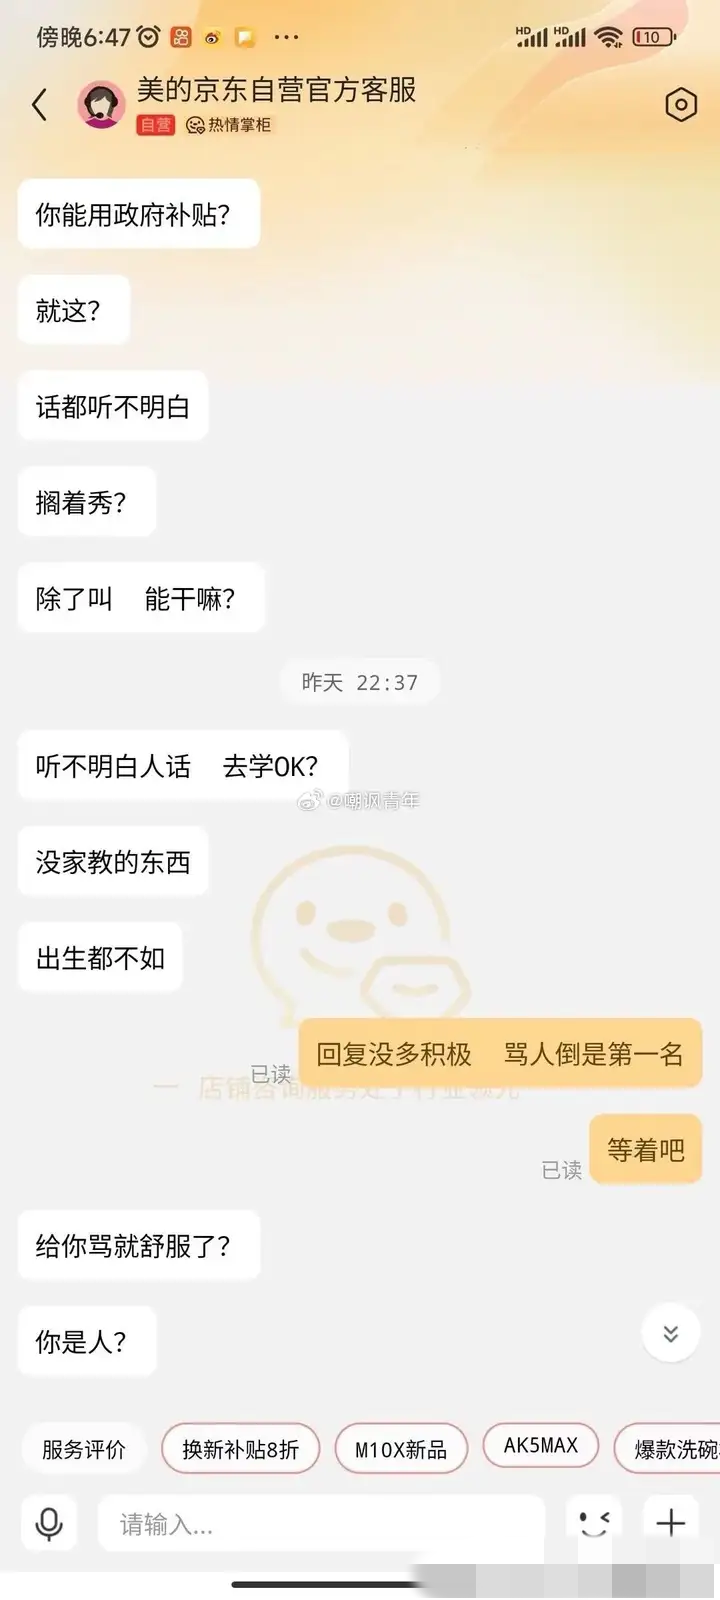 傍晚6:47
HD HD 10
美的京东自营官方客服
自营 热情掌柜
你能用政府补贴？
就这？
话都听不明白
搁着秀？
除了叫 能干嘛？
昨天 22:37
听不明白人话 去学OK？
@嘲讽青年
没家教的东西
出生都不如
回复没多积极 骂人倒是第一名
已读
一 店铺咨询服务处于行业领先
等着吧
已读
给你骂就舒服了？
你是人？
服务评价 换新补贴8折 M10X新品 AK5MAX 爆款洗碗
请输入...